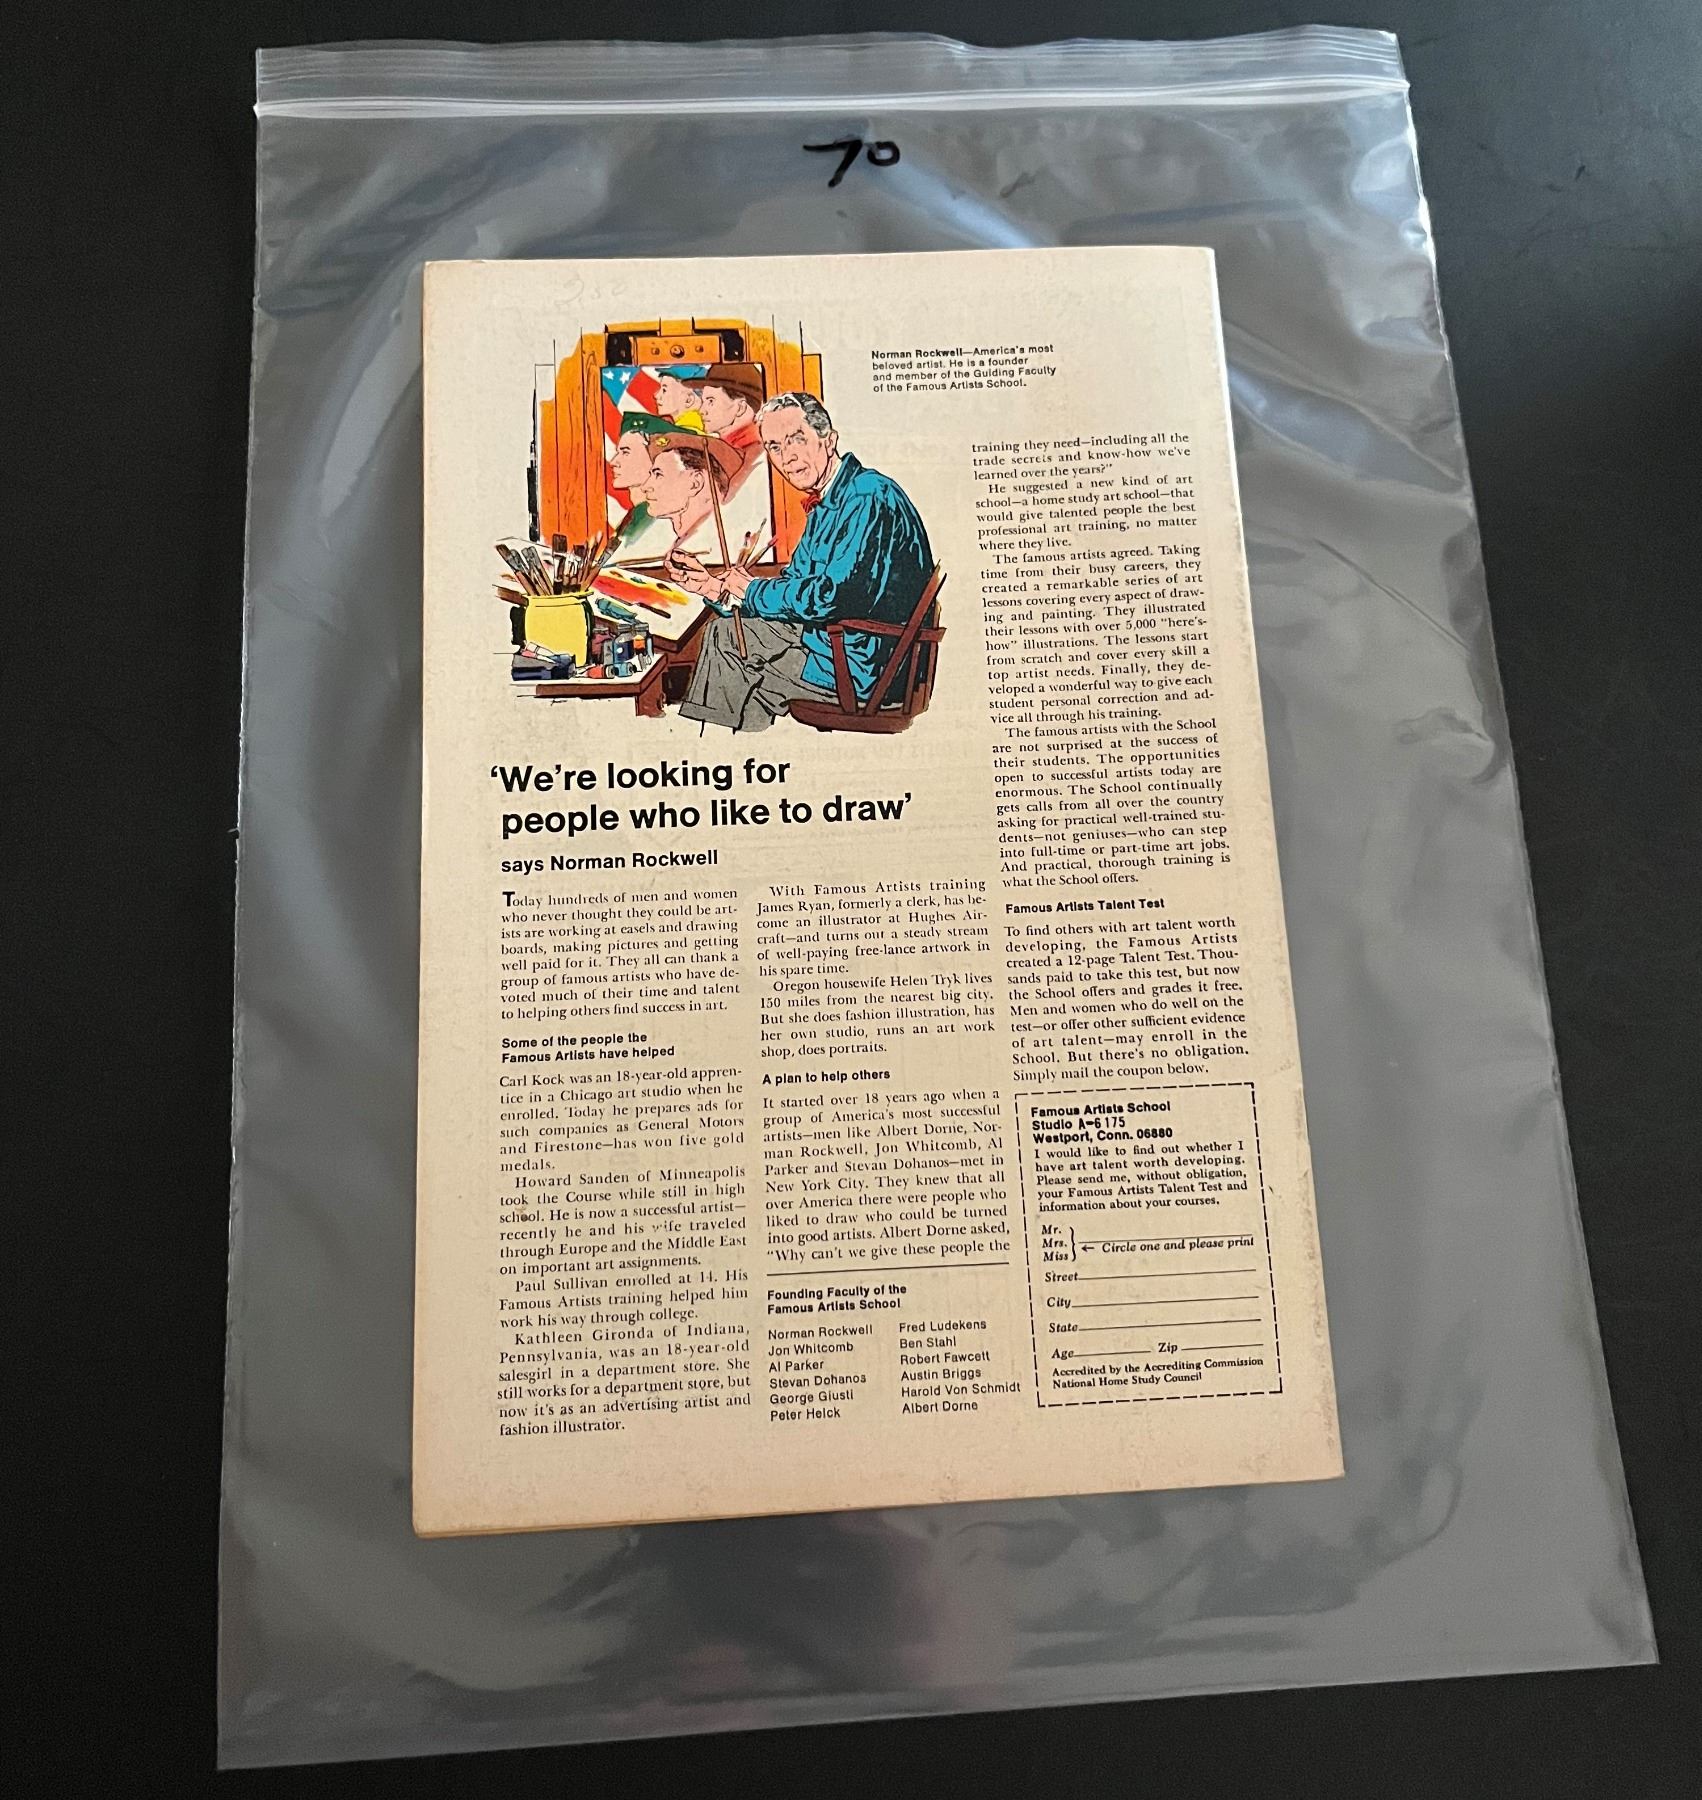 70
2.50
Norman Rockwell—America's most
beloved artist. He is a founder
and member of the Guiding Faculty
of the Famous Artists School.
'We're looking for
people who like to draw'
says Norman Rockwell
Today hundreds of men and women
who never thought they could be art-
ists are working at easels and drawing
boards, making pictures and getting
well paid for it. They all can thank a
group of famous artists who have de-
voted much of their time and talent
to helping others find success in art.
Some of the people the
Famous Artists have helped
Carl Kock was an 18-year-old appren-
tice in a Chicago art studio when he
enrolled. Today he prepares ads for
such companies as General Motors
and Firestone—has won five gold
medals.
Howard Sanden of Minneapolis
took the Course while still in high
school. He is now a successful artist—
recently he and his wife traveled
through Europe and the Middle East
on important art assignments.
Paul Sullivan enrolled at 14. His
Famous Artists training helped him
work his way through college.
Kathleen Gironda of Indiana,
Pennsylvania, was an 18-year-old
salesgirl in a department store. She
still works for a department store, but
now it's as an advertising artist and
fashion illustrator.
With Famous Artists training
James Ryan, formerly a clerk, has be-
come an illustrator at Hughes Air-
craft—and turns out a steady stream
of well-paying free-lance artwork in
his spare time.
Oregon housewife Helen Tryk lives
150 miles from the nearest big city.
But she does fashion illustration, has
her own studio, runs an art work
shop, does portraits.
A plan to help others
It started over 18 years ago when a
group of America's most successful
artists—men like Albert Dorne, Nor-
man Rockwell, Jon Whitcomb, Al
Parker and Stevan Dohanos—met in
New York City. They knew that all
over America there were people who
liked to draw who could be turned
into good artists. Albert Dorne asked,
"Why can't we give these people the
Founding Faculty of the
Famous Artists School
Norman Rockwell
Jon Whitcomb
Al Parker
Stevan Dohanos
George Giusti
Peter Helck
Fred Ludekens
Ben Stahl
Robert Fawcett
Austin Briggs
Harold Von Schmidt
Albert Dorne
training they need—including all the
trade secrets and know-how we've
learned over the years?"
He suggested a new kind of art
school—a home study art school—that
would give talented people the best
professional art training, no matter
where they live.
The famous artists agreed. Taking
time from their busy careers, they
created a remarkable series of art
lessons covering every aspect of draw-
ing and painting. They illustrated
their lessons with over 5,000 "here's-
how" illustrations. The lessons start
from scratch and cover every skill a
top artist needs. Finally, they de-
veloped a wonderful way to give each
student personal correction and ad-
vice all through his training.
The famous artists with the School
are not surprised at the success of
their students. The opportunities
open to successful artists today are
enormous. The School continually
gets calls from all over the country
asking for practical well-trained stu-
dents—not geniuses—who can step
into full-time or part-time art jobs.
And practical, thorough training is
what the School offers.
Famous Artists Talent Test
To find others with art talent worth
developing, the Famous Artists
created a 12-page Talent Test. Thou-
sands paid to take this test, but now
the School offers and grades it free.
Men and women who do well on the
test—or offer other sufficient evidence
of art talent—may enroll in the
School. But there's no obligation.
Simply mail the coupon below.
Famous Artists School
Studio A-6175
Westport, Conn. 06880
I would like to find out whether I
have art talent worth developing.
Please send me, without obligation,
your Famous Artists Talent Test and
information about your courses.
Mr.
Mrs.
Miss
← Circle one and please print
Street
City
State
Age Zip
Accredited by the Accrediting Commission
National Home Study Council